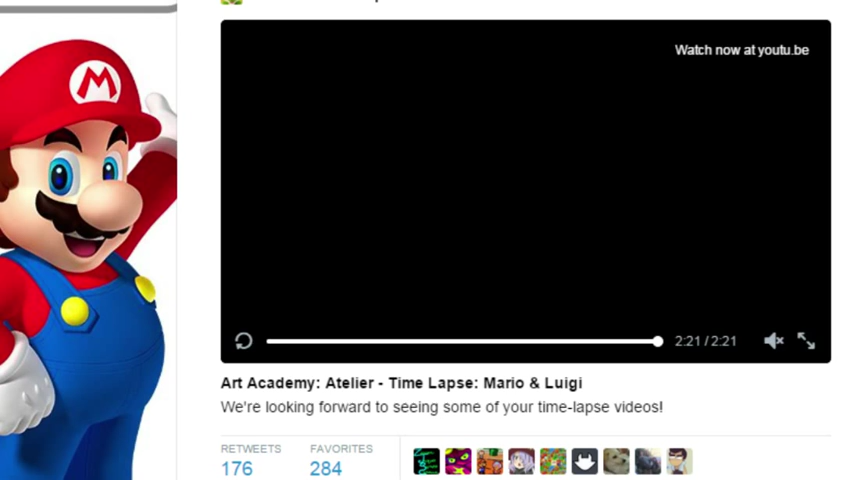 M
Watch now at youtu.be
2:21 / 2:21
Art Academy: Atelier - Time Lapse: Mario & Luigi
We're looking forward to seeing some of your time-lapse videos!
RETWEETS FAVORITES
176 284